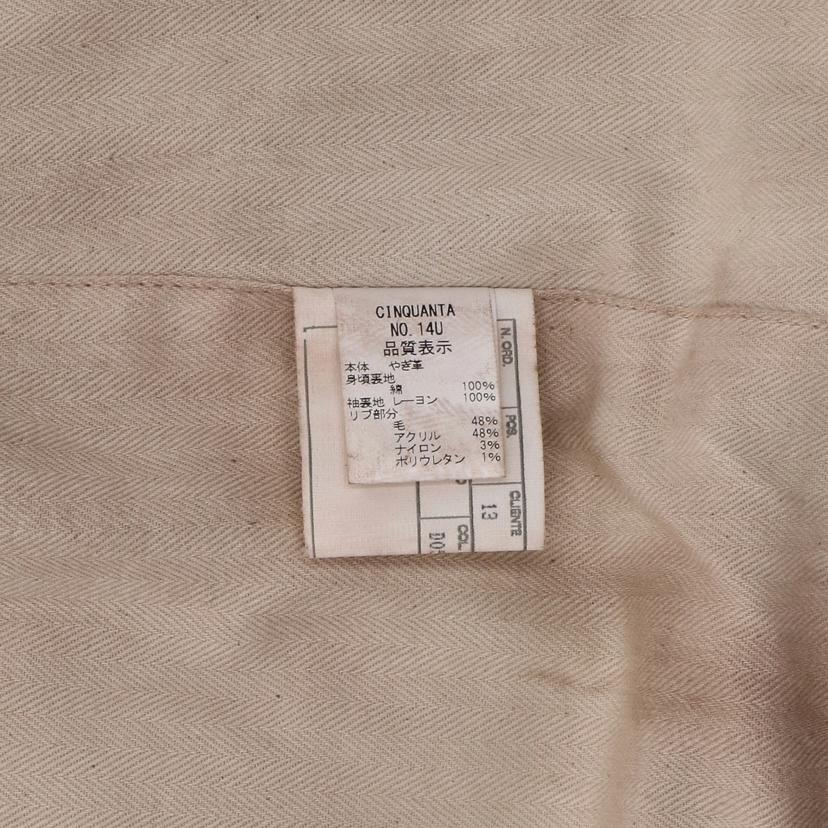 CINQUANTA
NO.14U
品質表示
本体 やぎ革
身頃裏地
綿 100%
袖裏地 レーヨン 100%
リブ部分
毛 48%
アクリル 48%
ナイロン 3%
ポリウレタン 1%
N. ORD.
POS.
CLIENTE
13
COL